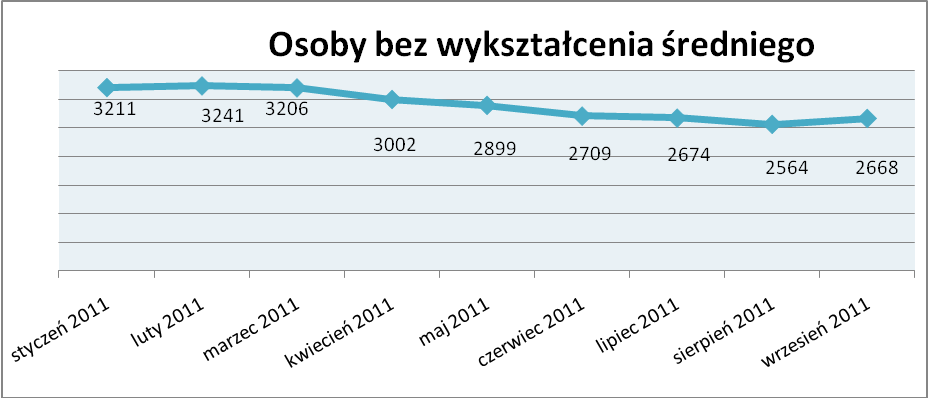 Osoby bez wykształcenia średniego
3211
3241
3206
3002
2899
2709
2674
2564
2668
styczeń 2011
luty 2011
marzec 2011
kwiecień 2011
maj 2011
czerwiec 2011
lipiec 2011
sierpień 2011
wrzesień 2011